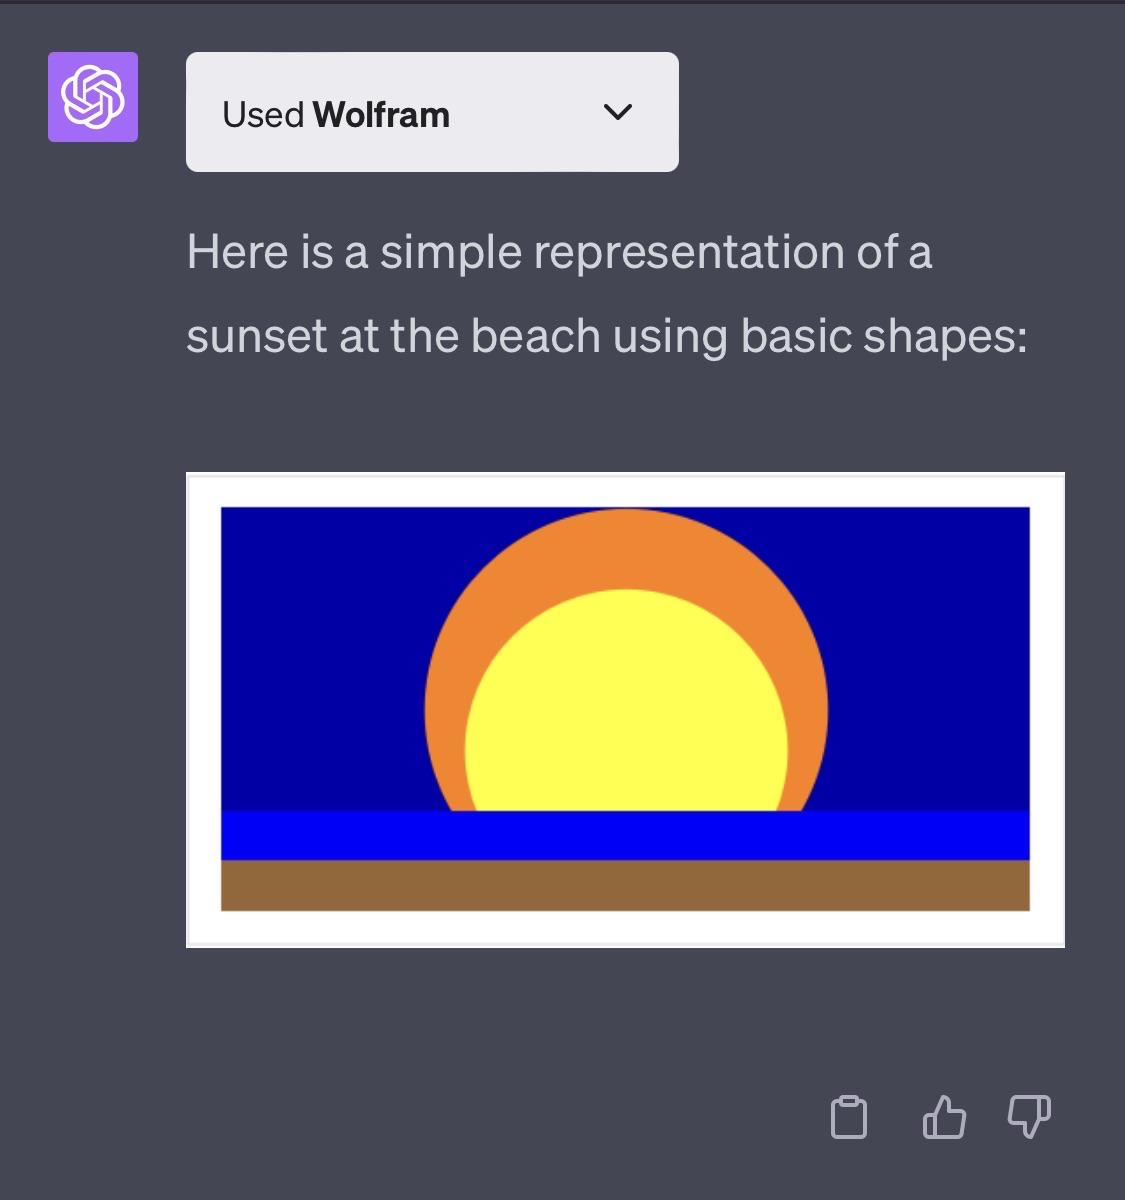 Used Wolfram
Here is a simple representation of a
sunset at the beach using basic shapes: